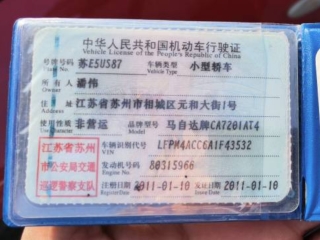 中华人民共和国机动车行驶证
Vehicle License of the People's Republic of China
号牌号码 苏E5US87 车辆类型 小型轿车
Plate No. Vehicle Type
所有人 潘伟
Owner
住址 江苏省苏州市相城区元和大街1号
Address
使用性质 非营运 品牌型号 马自达牌CA7201AT4
Use Character Model
江苏省苏州
市公安局交通
巡逻警察支队
车辆识别代号 LFPM4ACC6A1F43532
VIN
发动机号码 80315966
Engine No.
注册日期 2011-01-10 发证日期 2011-01-10
Register Date Issue Date